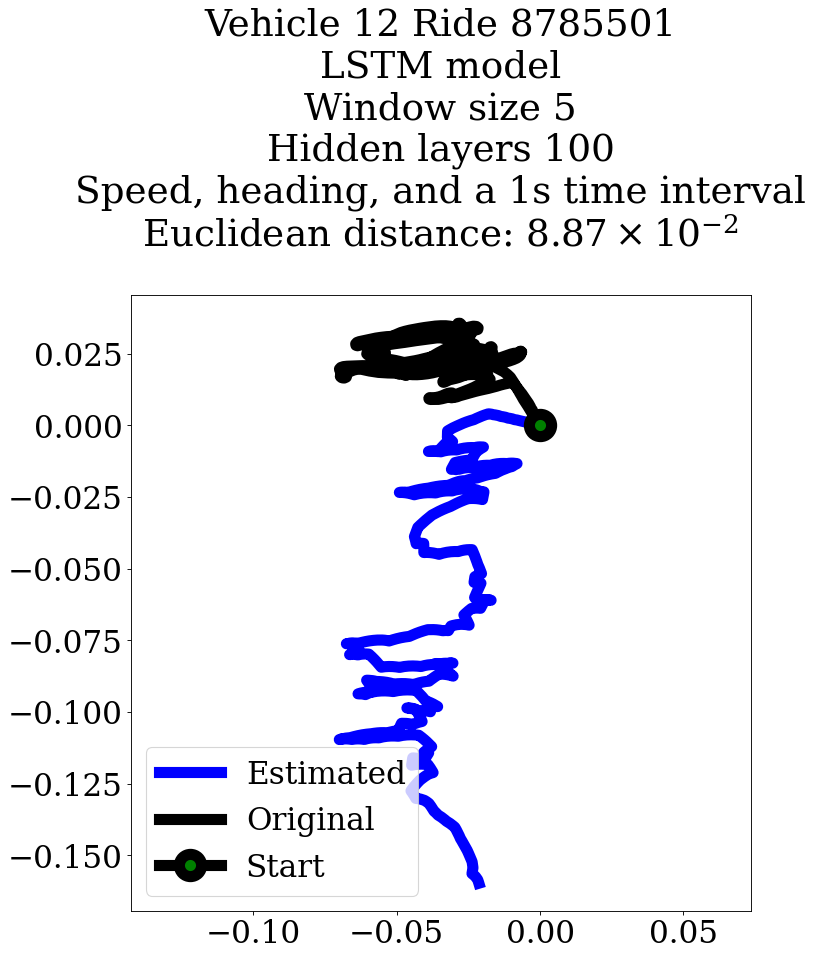 Vehicle 12 Ride 8785501
LSTM model
Window size 5
Hidden layers 100
Speed, heading, and a 1s time interval
Euclidean distance: 8.87 × 10⁻²
0.025
0.000
−0.025
−0.050
−0.075
−0.100
−0.125
−0.150
Estimated
Original
Start
−0.10 −0.05 0.00 0.05